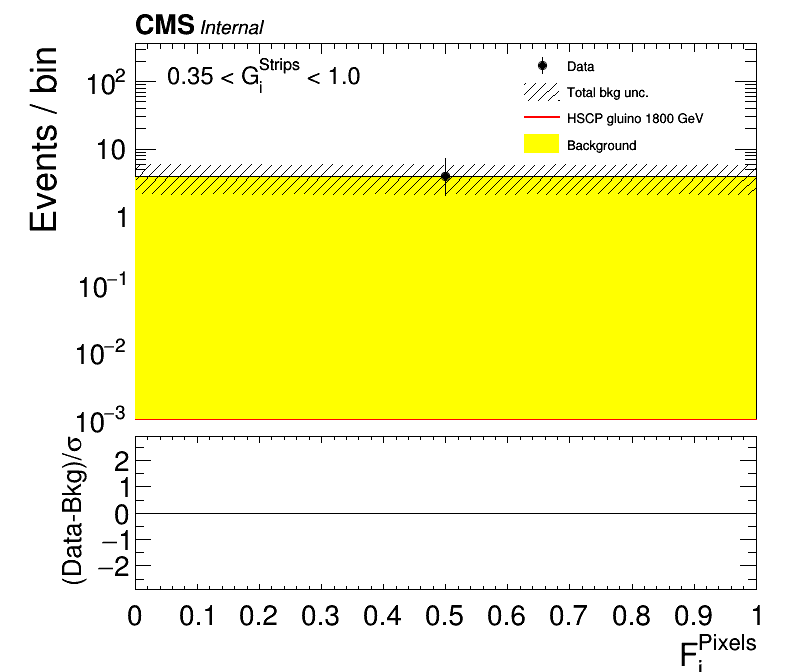 CMS Internal
Events / bin
0.35 < G_i^Strips < 1.0
Data
Total bkg unc.
HSCP gluino 1800 GeV
Background
10²
10
1
10⁻¹
10⁻²
10⁻³
(Data-Bkg)/σ
2
1
0
−1
−2
0 0.1 0.2 0.3 0.4 0.5 0.6 0.7 0.8 0.9 1
F_i^Pixels